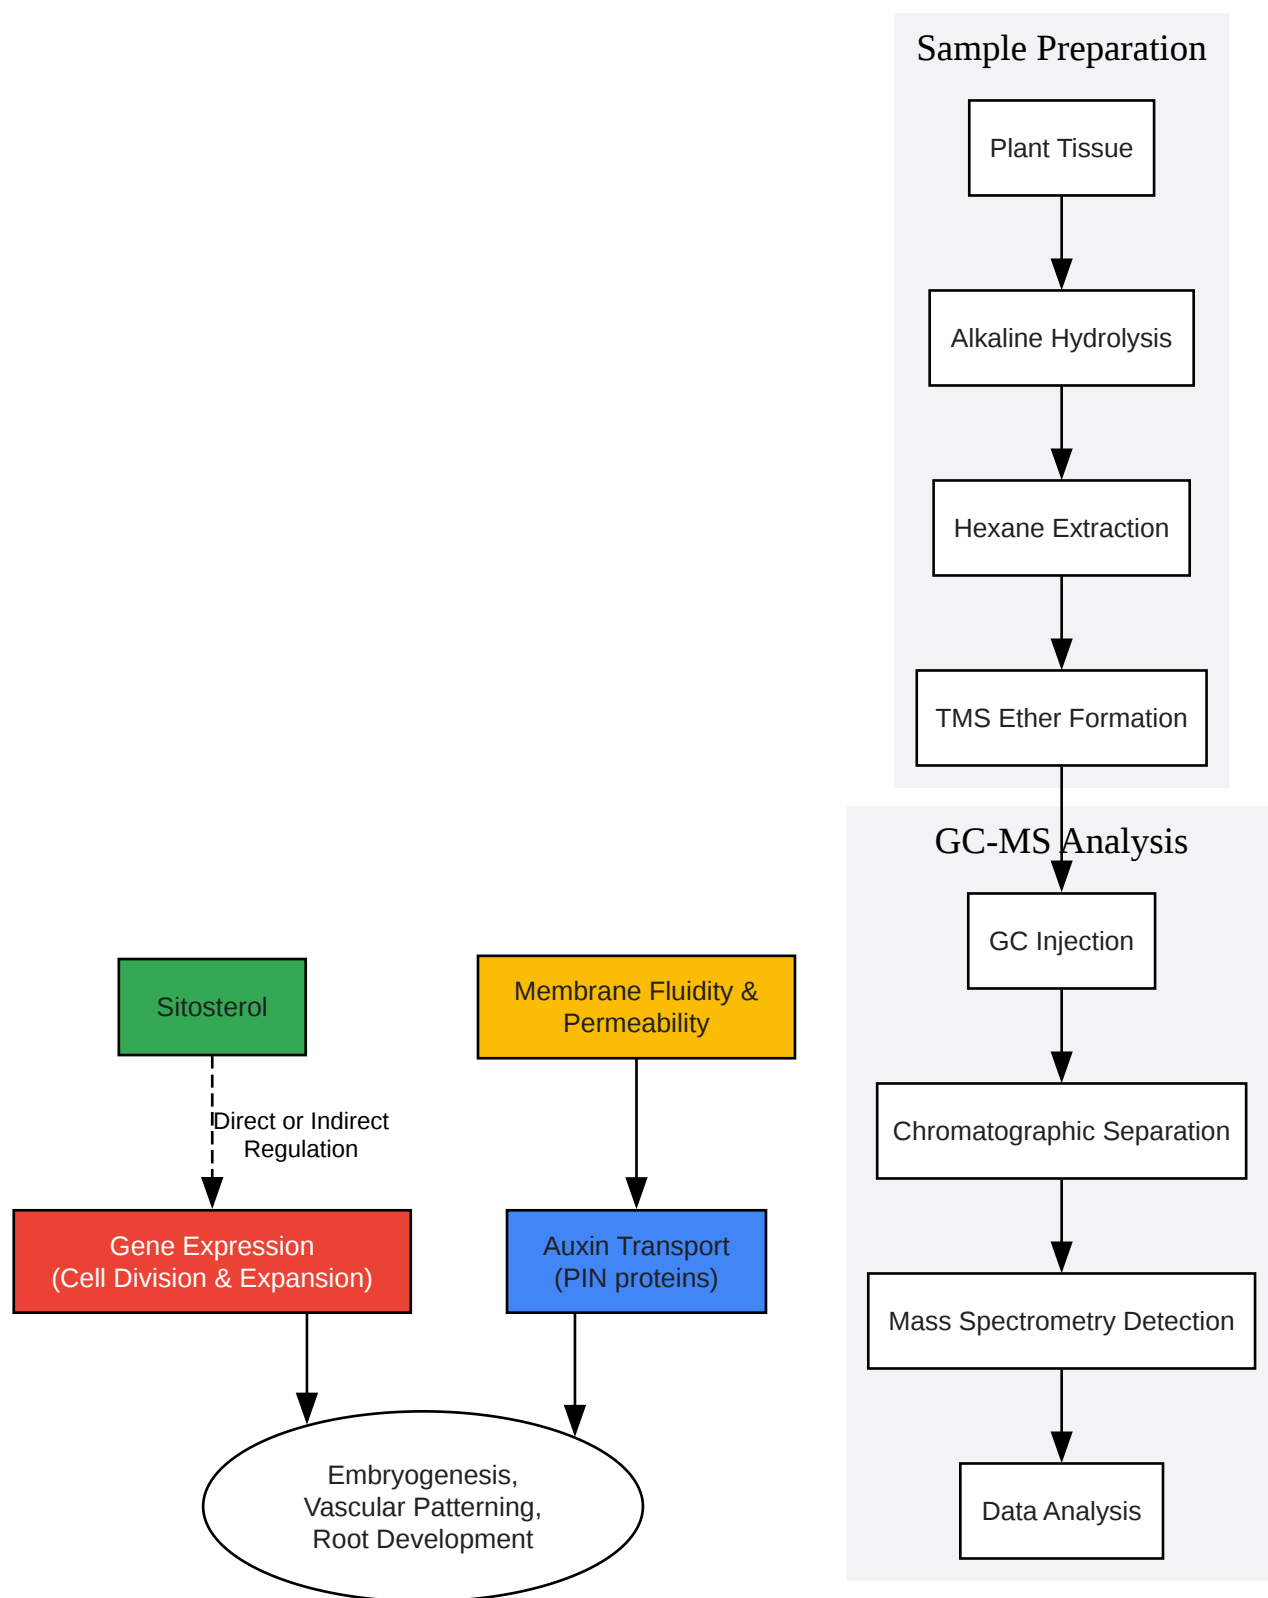 Sample Preparation
Plant Tissue
Alkaline Hydrolysis
Hexane Extraction
TMS Ether Formation
GC-MS Analysis
GC Injection
Chromatographic Separation
Mass Spectrometry Detection
Data Analysis
Sitosterol
Direct or Indirect
Regulation
Gene Expression
(Cell Division & Expansion)
Membrane Fluidity &
Permeability
Auxin Transport
(PIN proteins)
Embryogenesis,
Vascular Patterning,
Root Development